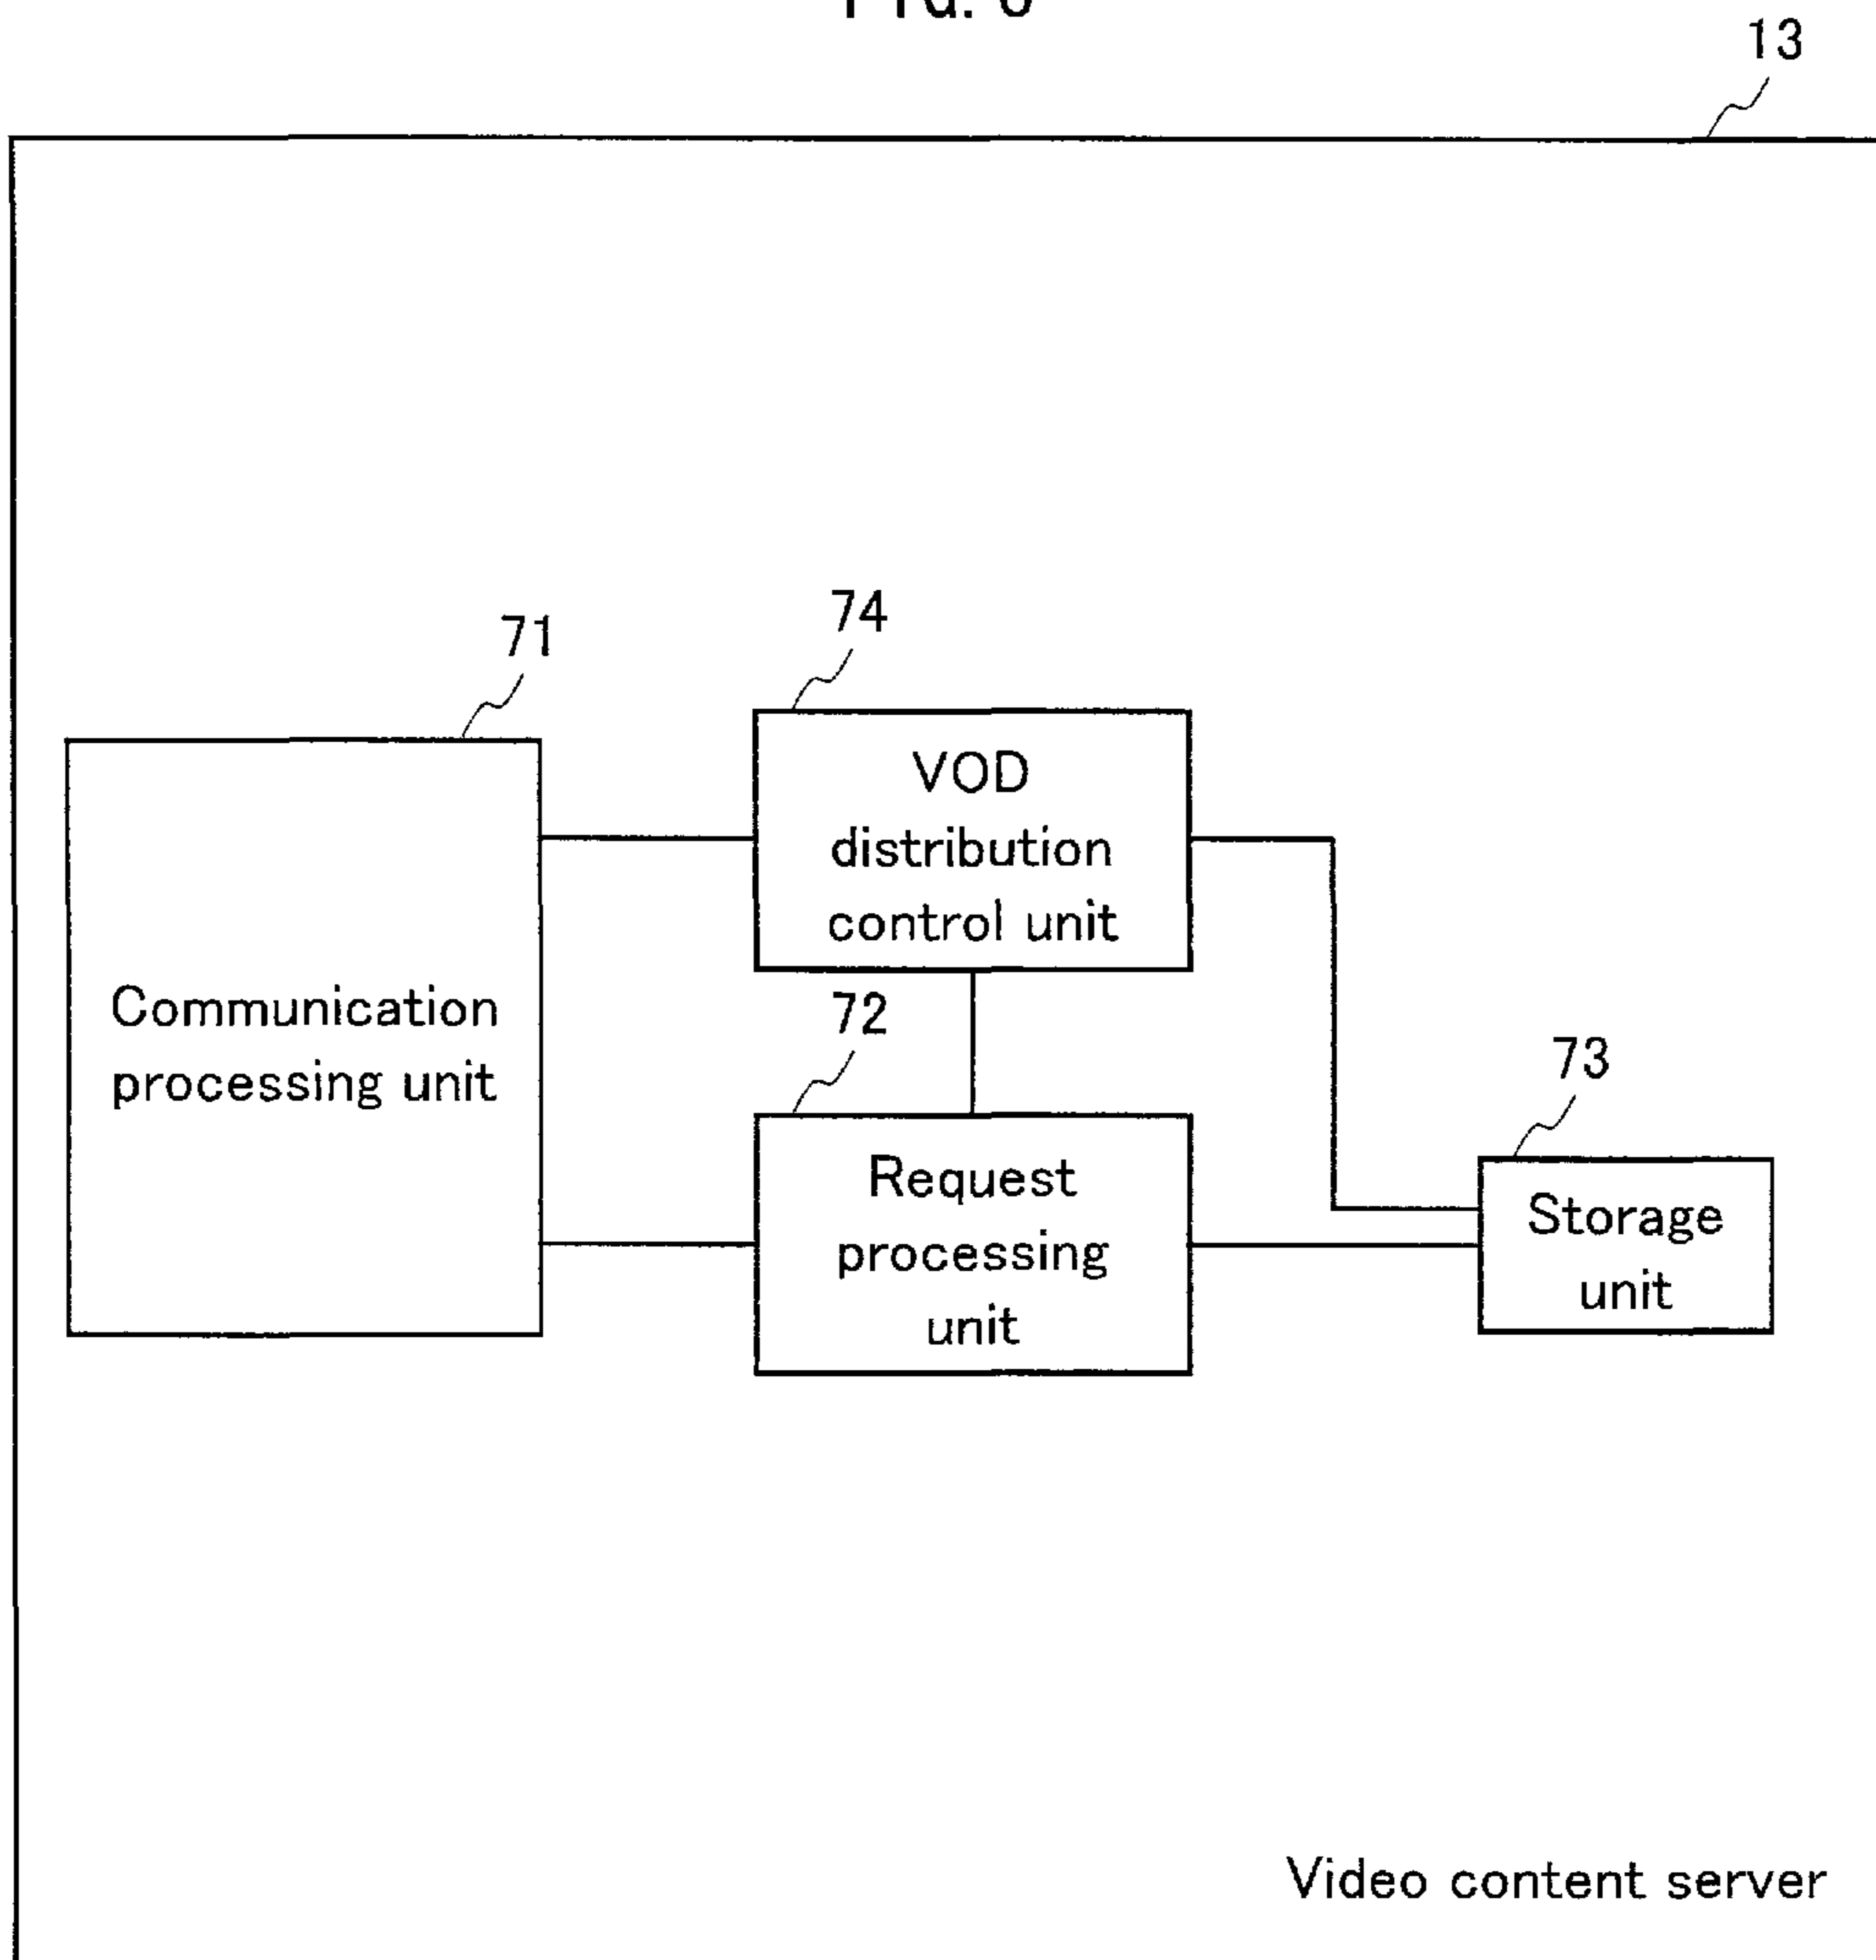 13
71
74
VOD
distribution
control unit
Communication
processing unit
72
Request
processing
unit
73
Storage
unit
Video content server